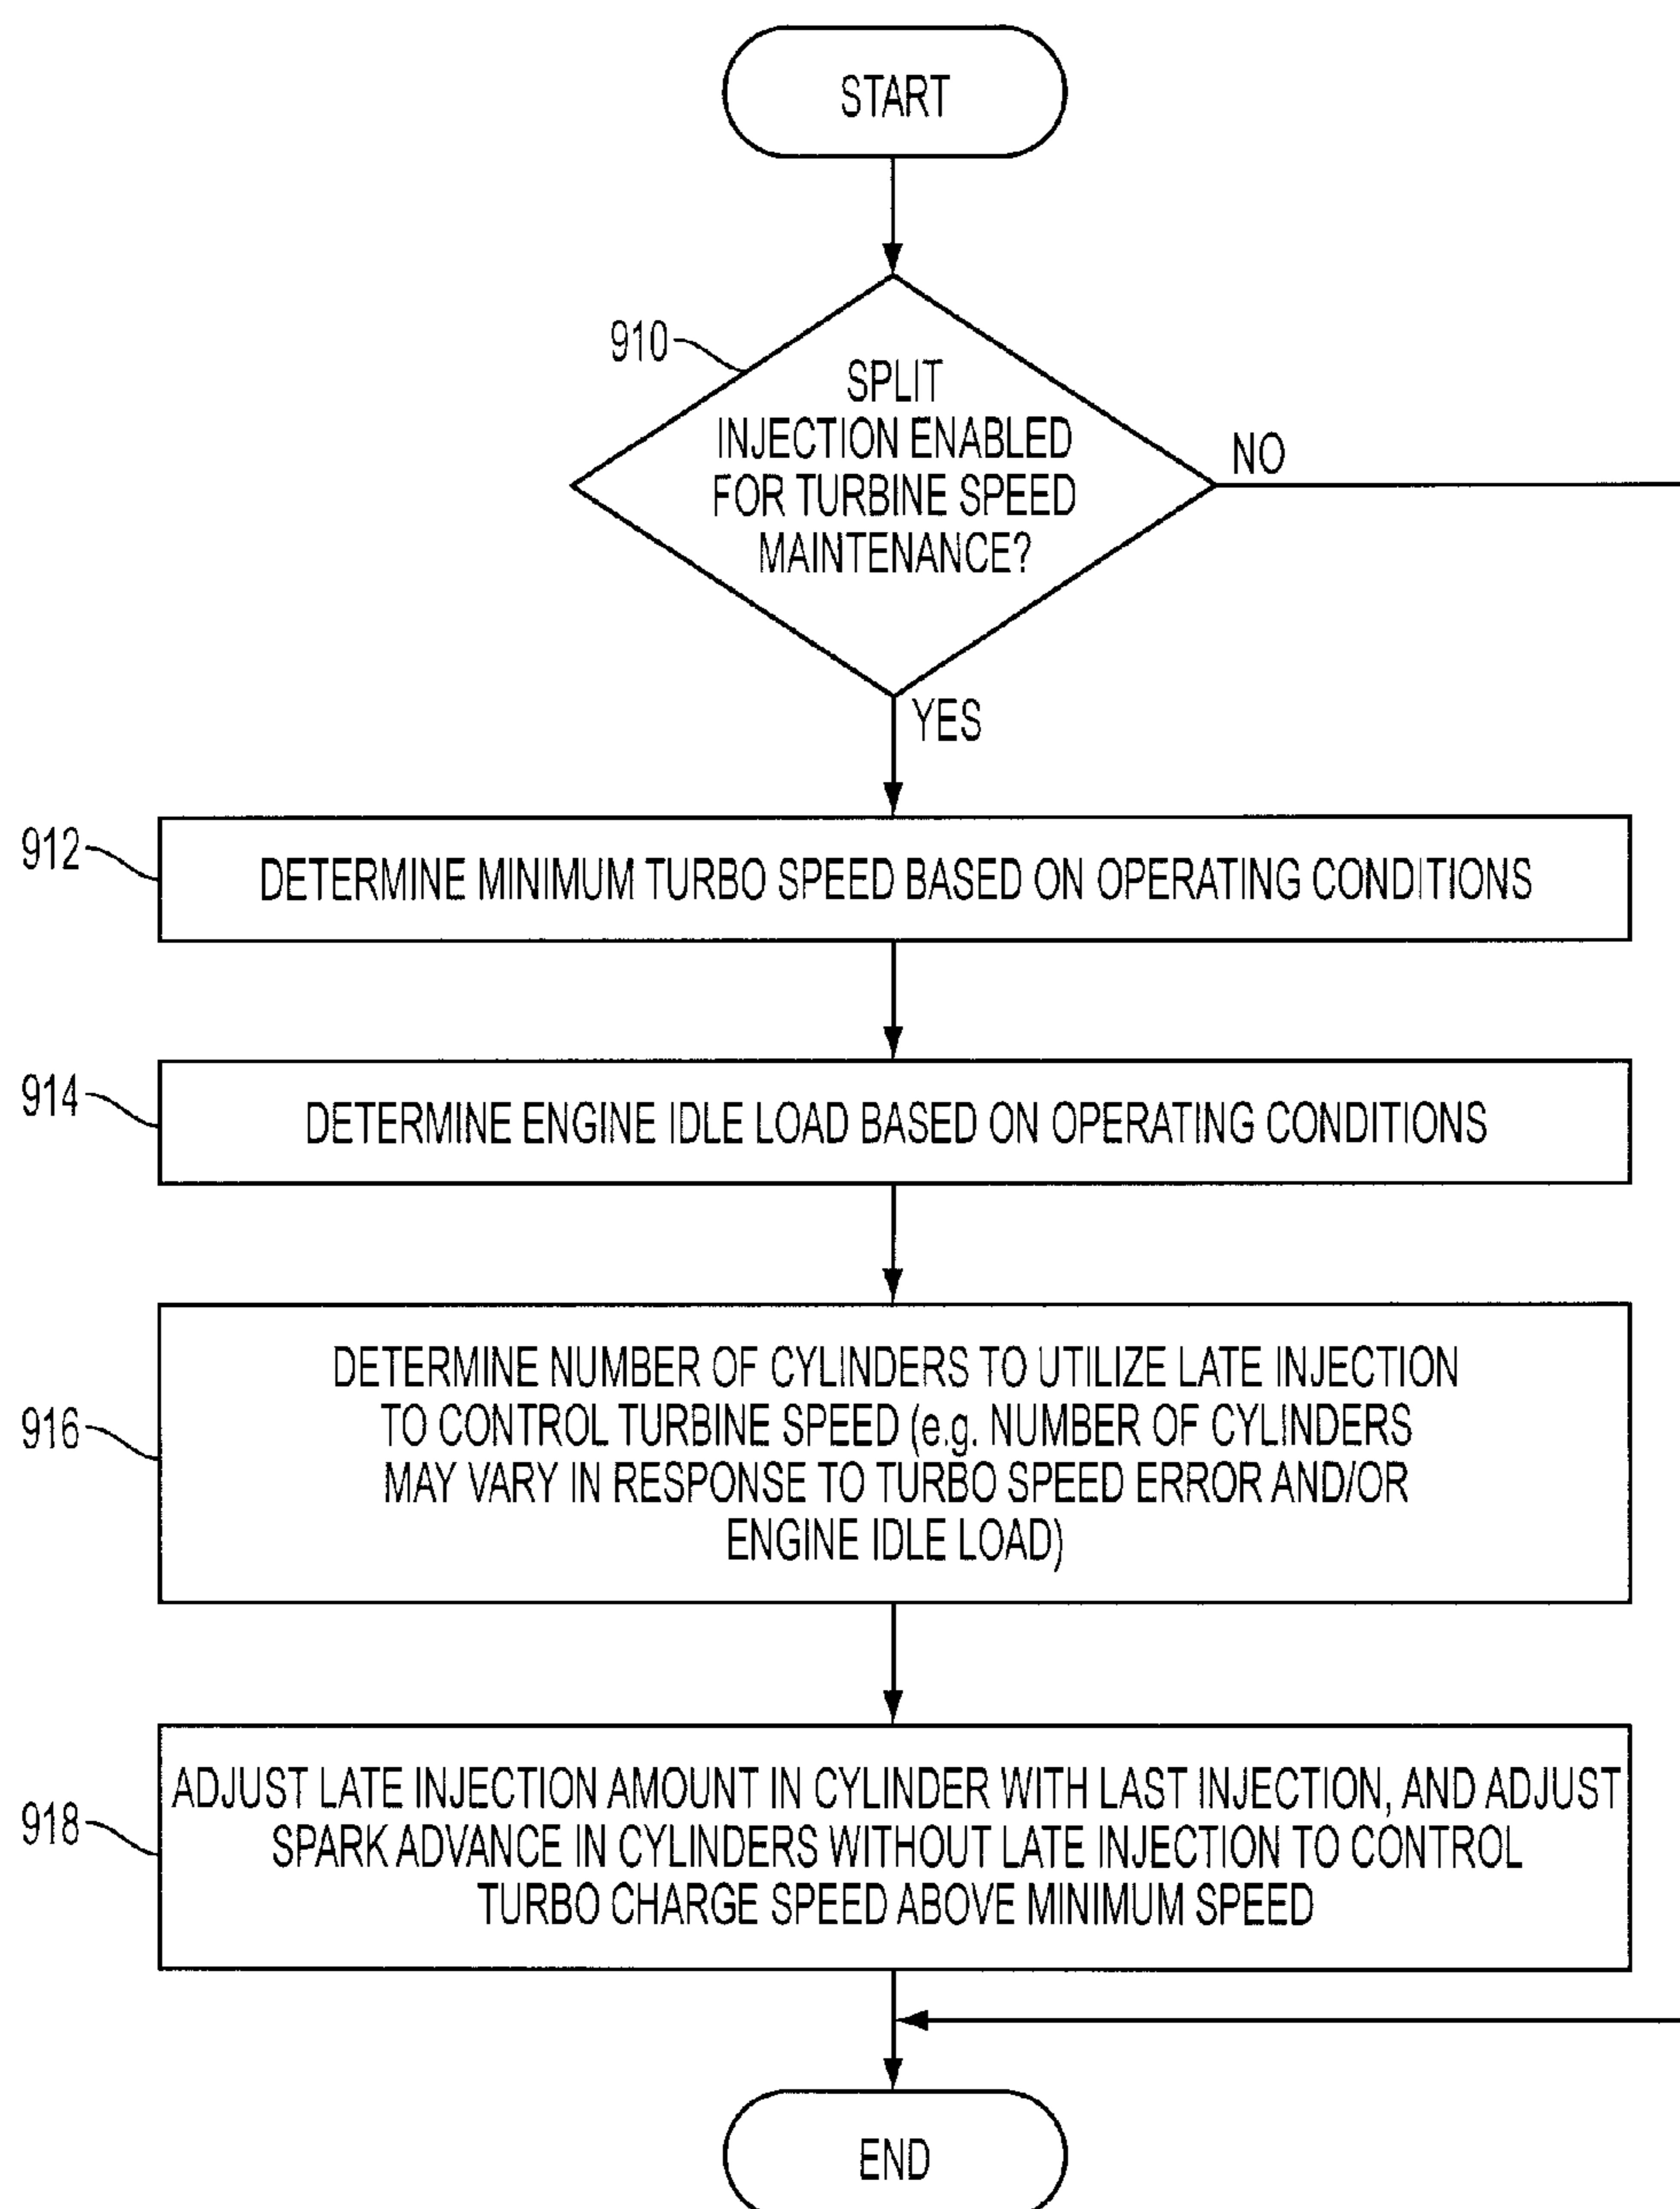 START
910
SPLIT
INJECTION ENABLED
FOR TURBINE SPEED
MAINTENANCE?
NO
YES
912
DETERMINE MINIMUM TURBO SPEED BASED ON OPERATING CONDITIONS
914
DETERMINE ENGINE IDLE LOAD BASED ON OPERATING CONDITIONS
916
DETERMINE NUMBER OF CYLINDERS TO UTILIZE LATE INJECTION
TO CONTROL TURBINE SPEED (e.g. NUMBER OF CYLINDERS
MAY VARY IN RESPONSE TO TURBO SPEED ERROR AND/OR
ENGINE IDLE LOAD)
918
ADJUST LATE INJECTION AMOUNT IN CYLINDER WITH LAST INJECTION, AND ADJUST
SPARK ADVANCE IN CYLINDERS WITHOUT LATE INJECTION TO CONTROL
TURBO CHARGE SPEED ABOVE MINIMUM SPEED
END